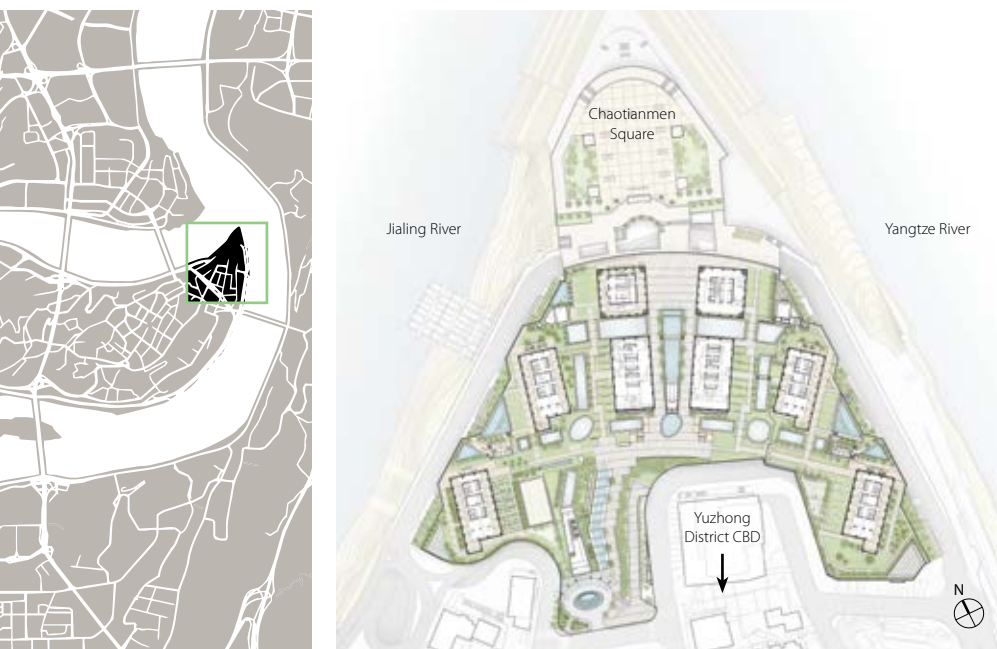 Chaotianmen
Square
Jialing River
Yangtze River
Yuzhong
District CBD
N